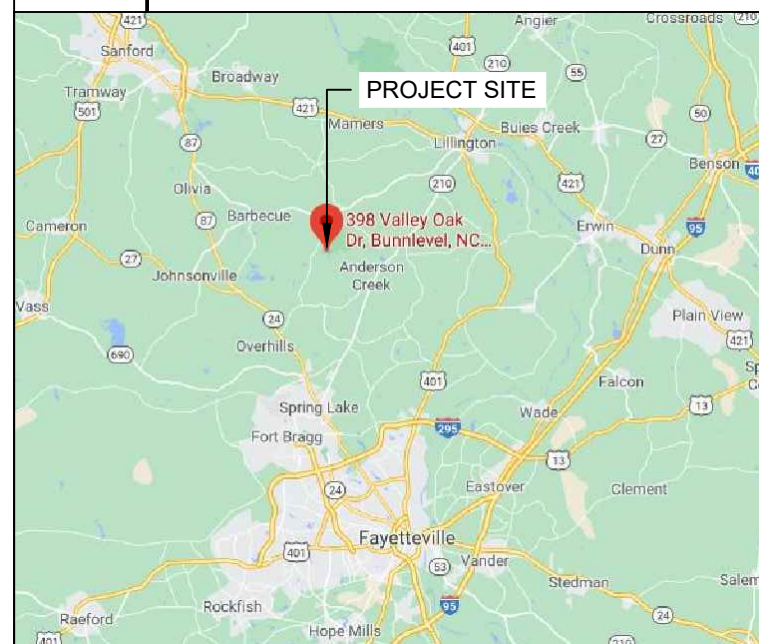 421
Angier
Crossroads
210
Sanford
401
Broadway
210
55
Tramway
421
PROJECT SITE
501
Mamers
Buies Creek
50
87
Lillington
27
Benson
Olivia
210
421
40
87
Barbecue
398 Valley Oak
Dr, Bunnlevel, NC...
Cameron
Erwin
95
27
Anderson
Creek
Dunn
Johnsonville
Vass
24
Plain View
690
Overhills
421
401
Falcon
Spring Lake
Wade
13
Fort Bragg
295
13
24
Eastover
Clement
Fayetteville
401
53
Vander
Stedman
Salem
Rockfish
95
24
Raeford
Hope Mills
401
210